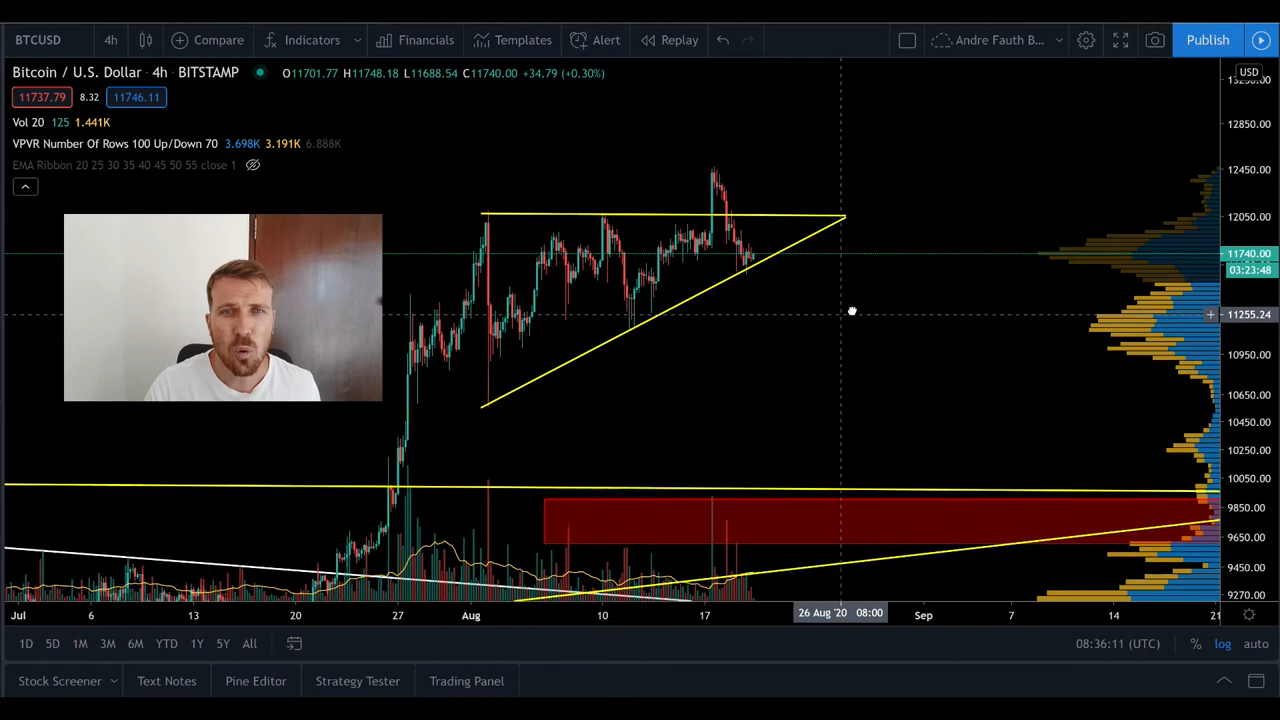 BTCUSD 4h Compare Indicators Financials Templates Alert Replay Andre Fauth B... Publish
Bitcoin / U.S. Dollar · 4h · BITSTAMP O11701.77 H11748.18 L11688.54 C11740.00 +34.79 (+0.30%)
USD
11737.79 8.32 11746.11
Vol 20 125 1.441K
VPVR Number Of Rows 100 Up/Down 70 3.698K 3.191K 6.888K
EMA Ribbon 20 25 30 35 40 45 50 55 close 1
12850.00
12450.00
12050.00
11740.00
03:23:48
11255.24
10950.00
10650.00
10450.00
10250.00
10050.00
9850.00
9650.00
9450.00
9270.00
Jul 6 13 20 27 Aug 10 17 26 Aug '20 08:00 Sep 7 14 21
1D 5D 1M 3M 6M YTD 1Y 5Y All 08:36:11 (UTC) % log auto
Stock Screener Text Notes Pine Editor Strategy Tester Trading Panel